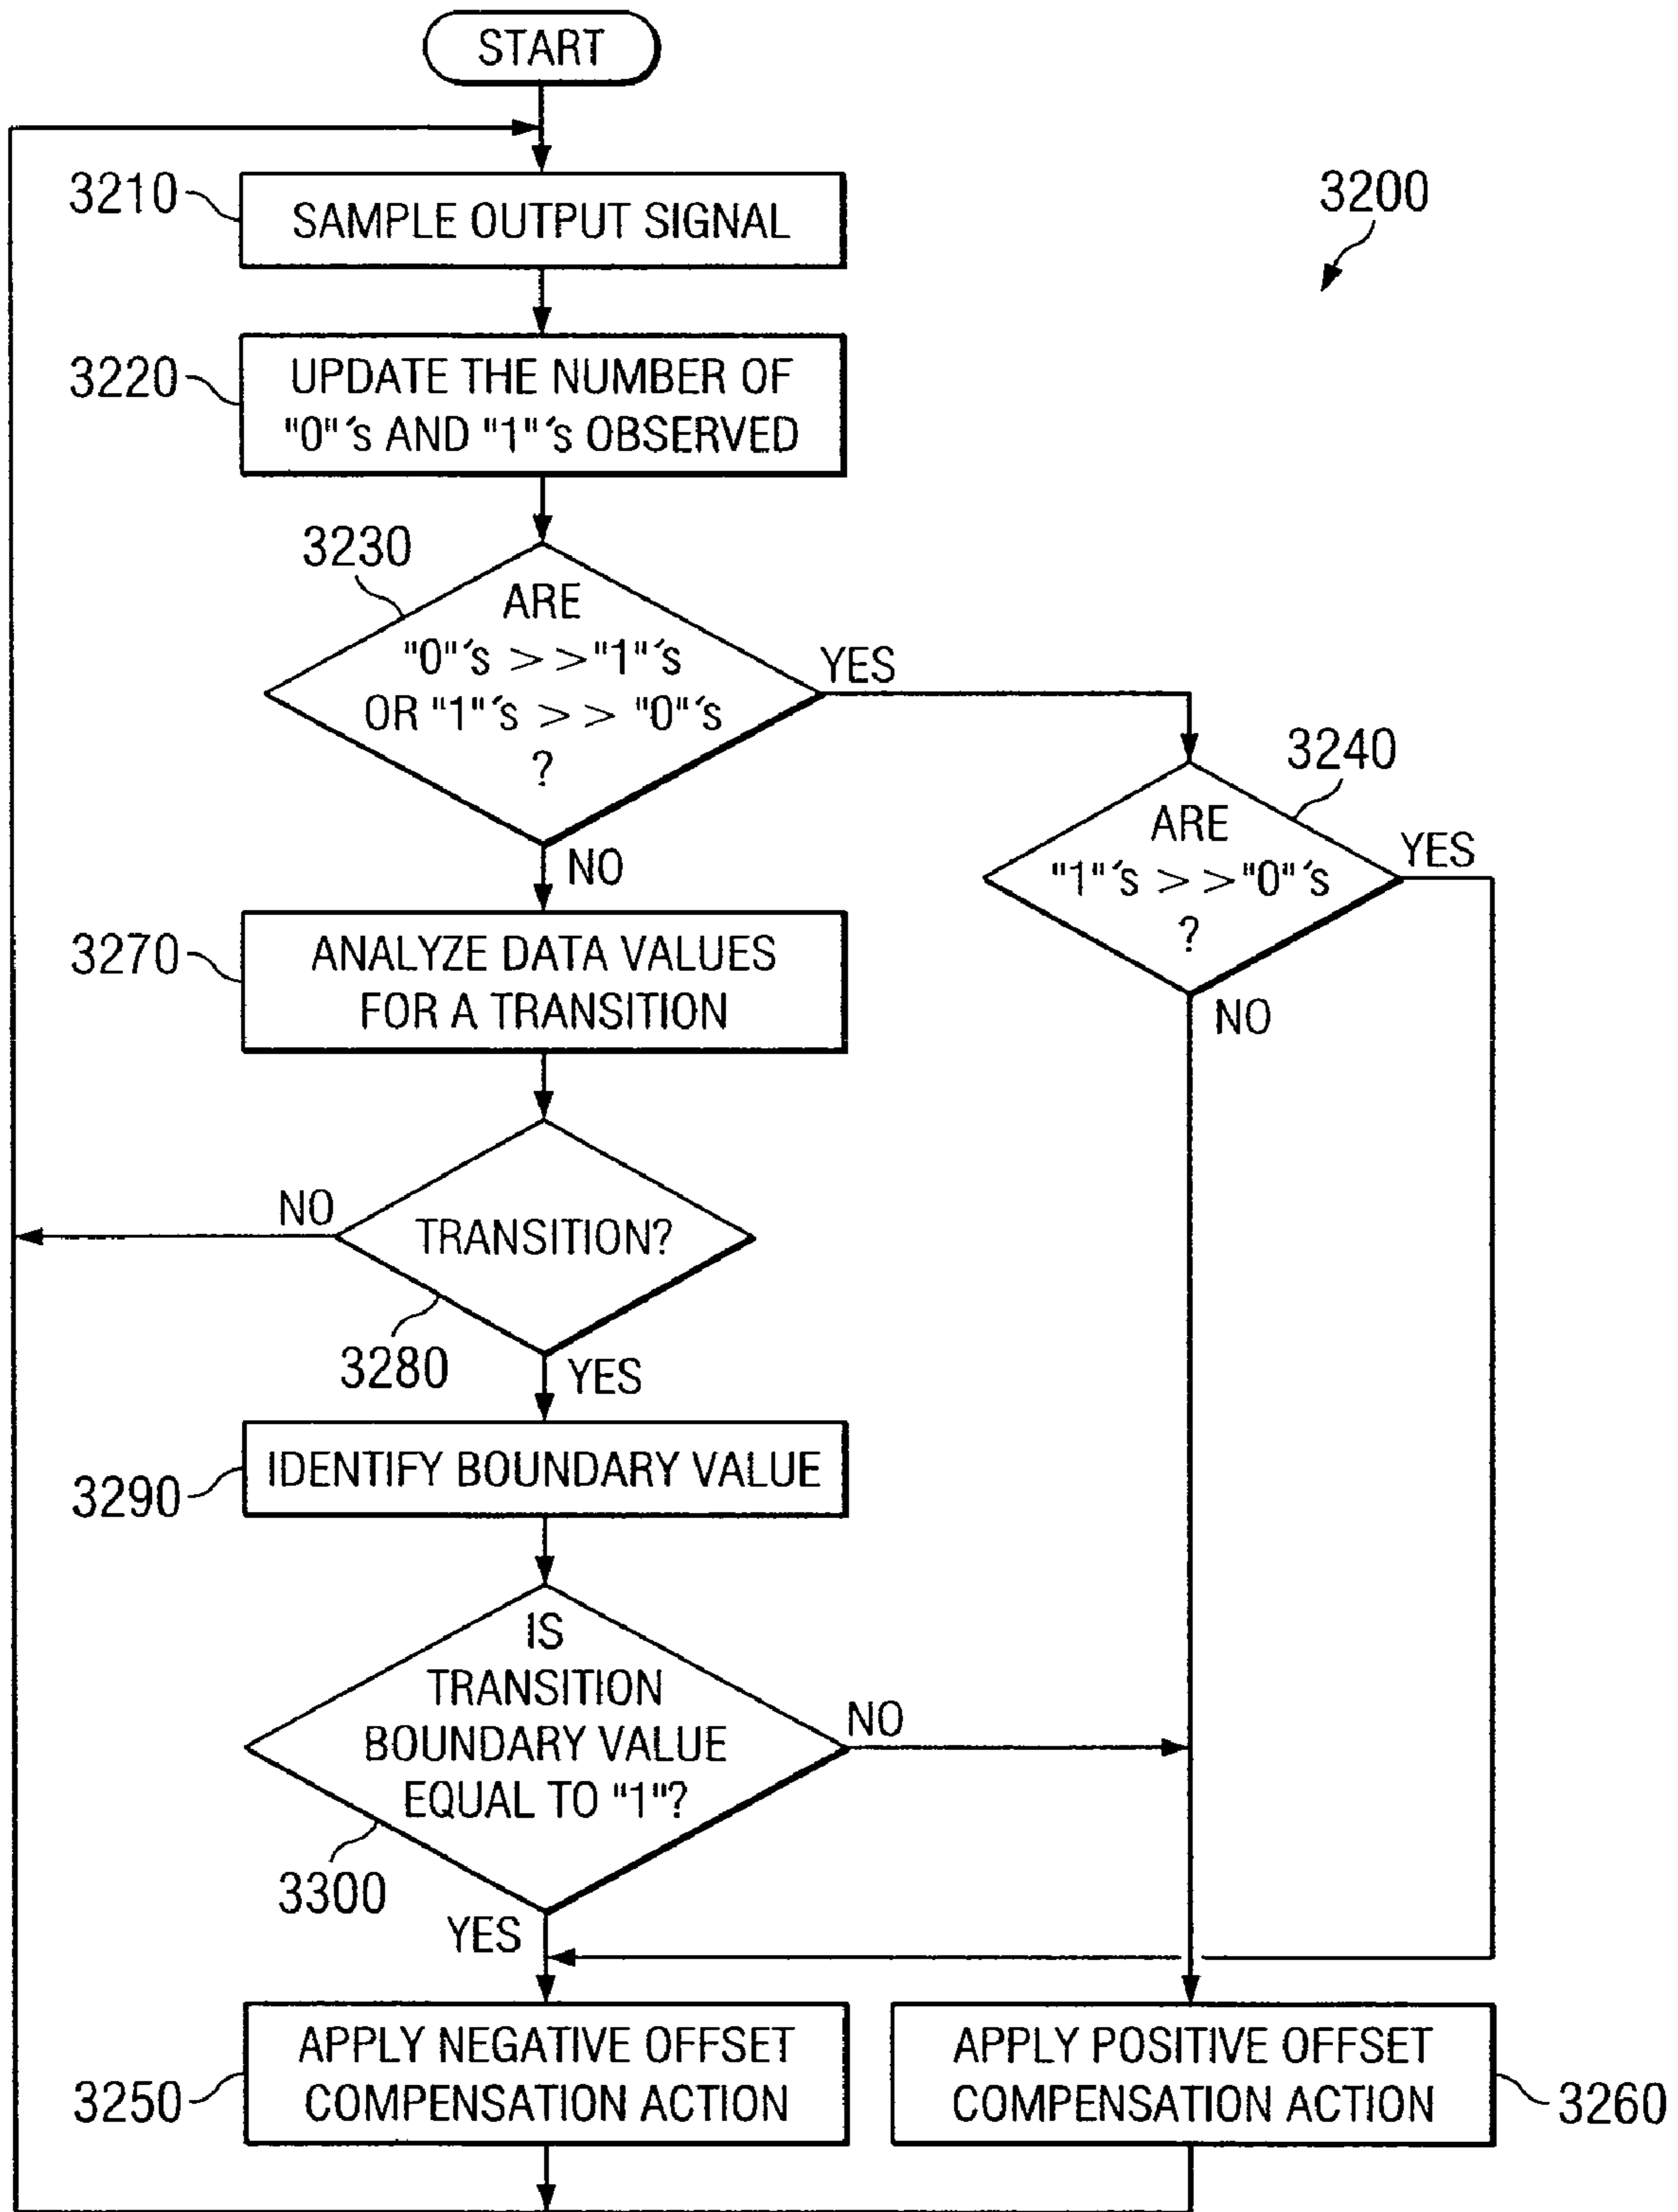 START
3210
SAMPLE OUTPUT SIGNAL
3200
3220
UPDATE THE NUMBER OF
"0"´s AND "1"´s OBSERVED
3230
ARE
"0"´s >>"1"´s
OR "1"´s >> "0"´s
?
YES
NO
3240
ARE
"1"´s >>"0"´s
?
YES
NO
3270
ANALYZE DATA VALUES
FOR A TRANSITION
NO
TRANSITION?
3280
YES
3290
IDENTIFY BOUNDARY VALUE
IS
TRANSITION
BOUNDARY VALUE
EQUAL TO "1"?
NO
3300
YES
APPLY NEGATIVE OFFSET
COMPENSATION ACTION
3250
APPLY POSITIVE OFFSET
COMPENSATION ACTION
3260